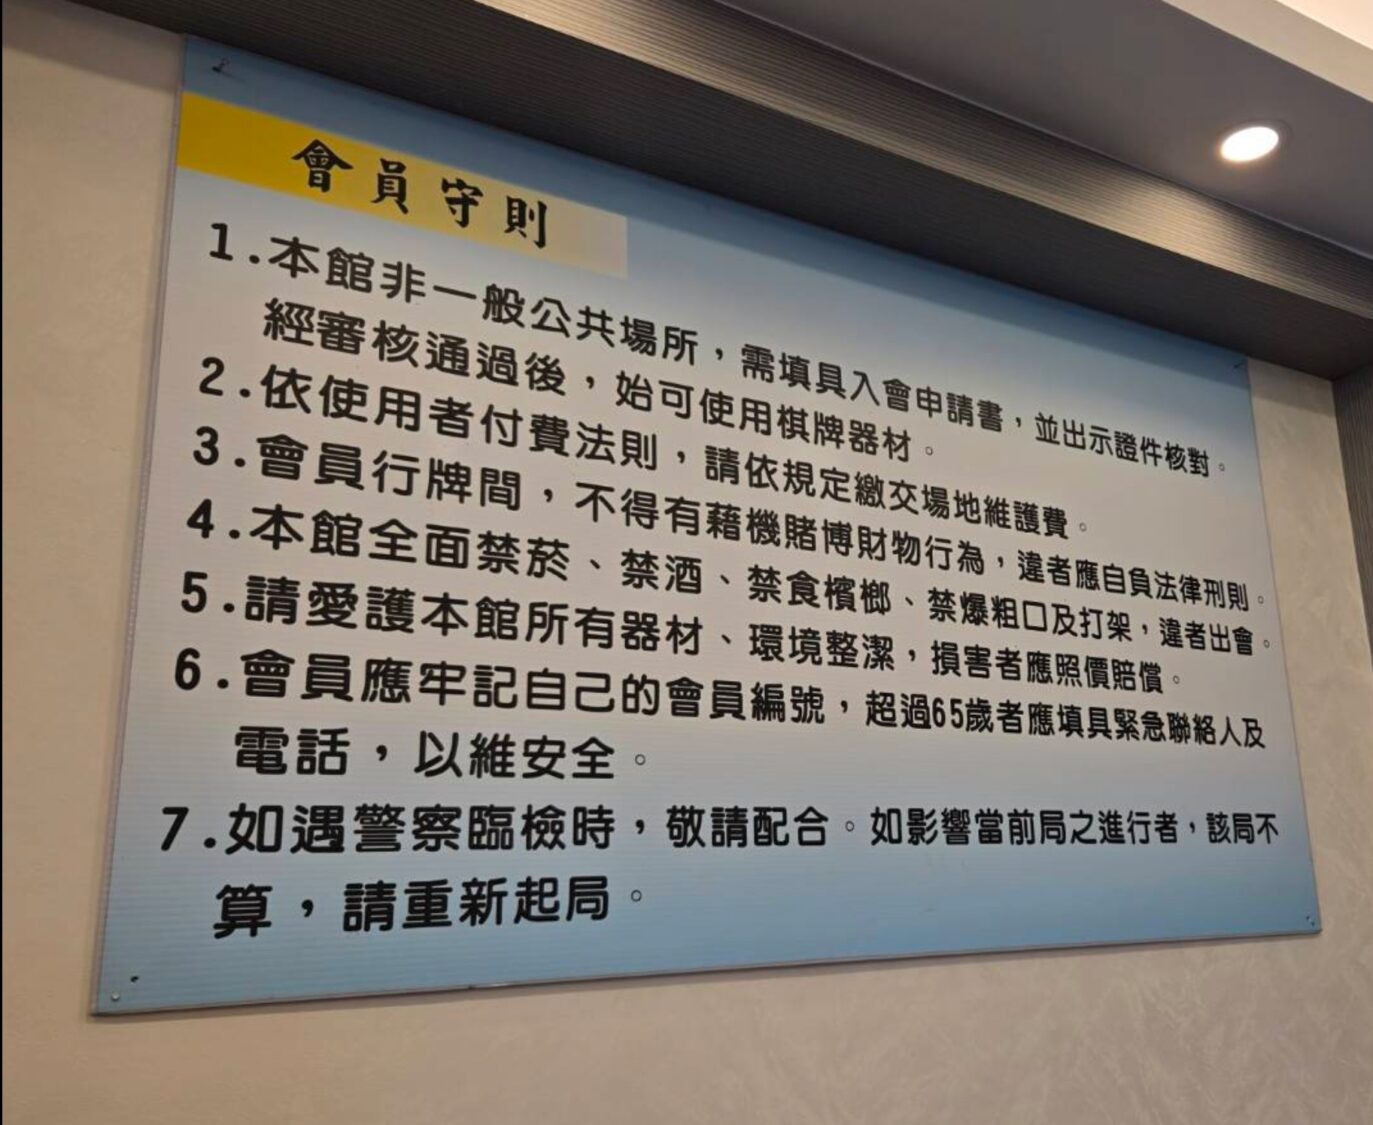 會員守則
1.本館非一般公共場所，需填具入會申請書，並出示證件核對。
經審核通過後，始可使用棋牌器材。
2.依使用者付費法則，請依規定繳交場地維護費。
3.會員行牌間，不得有藉機賭博財物行為，違者應自負法律刑則。
4.本館全面禁菸、禁酒、禁食檳榔、禁爆粗口及打架，違者出會。
5.請愛護本館所有器材、環境整潔，損害者應照價賠償。
6.會員應牢記自己的會員編號，超過65歲者應填具緊急聯絡人及
電話，以維安全。
7.如遇警察臨檢時，敬請配合。如影響當前局之進行者，該局不
算，請重新起局。